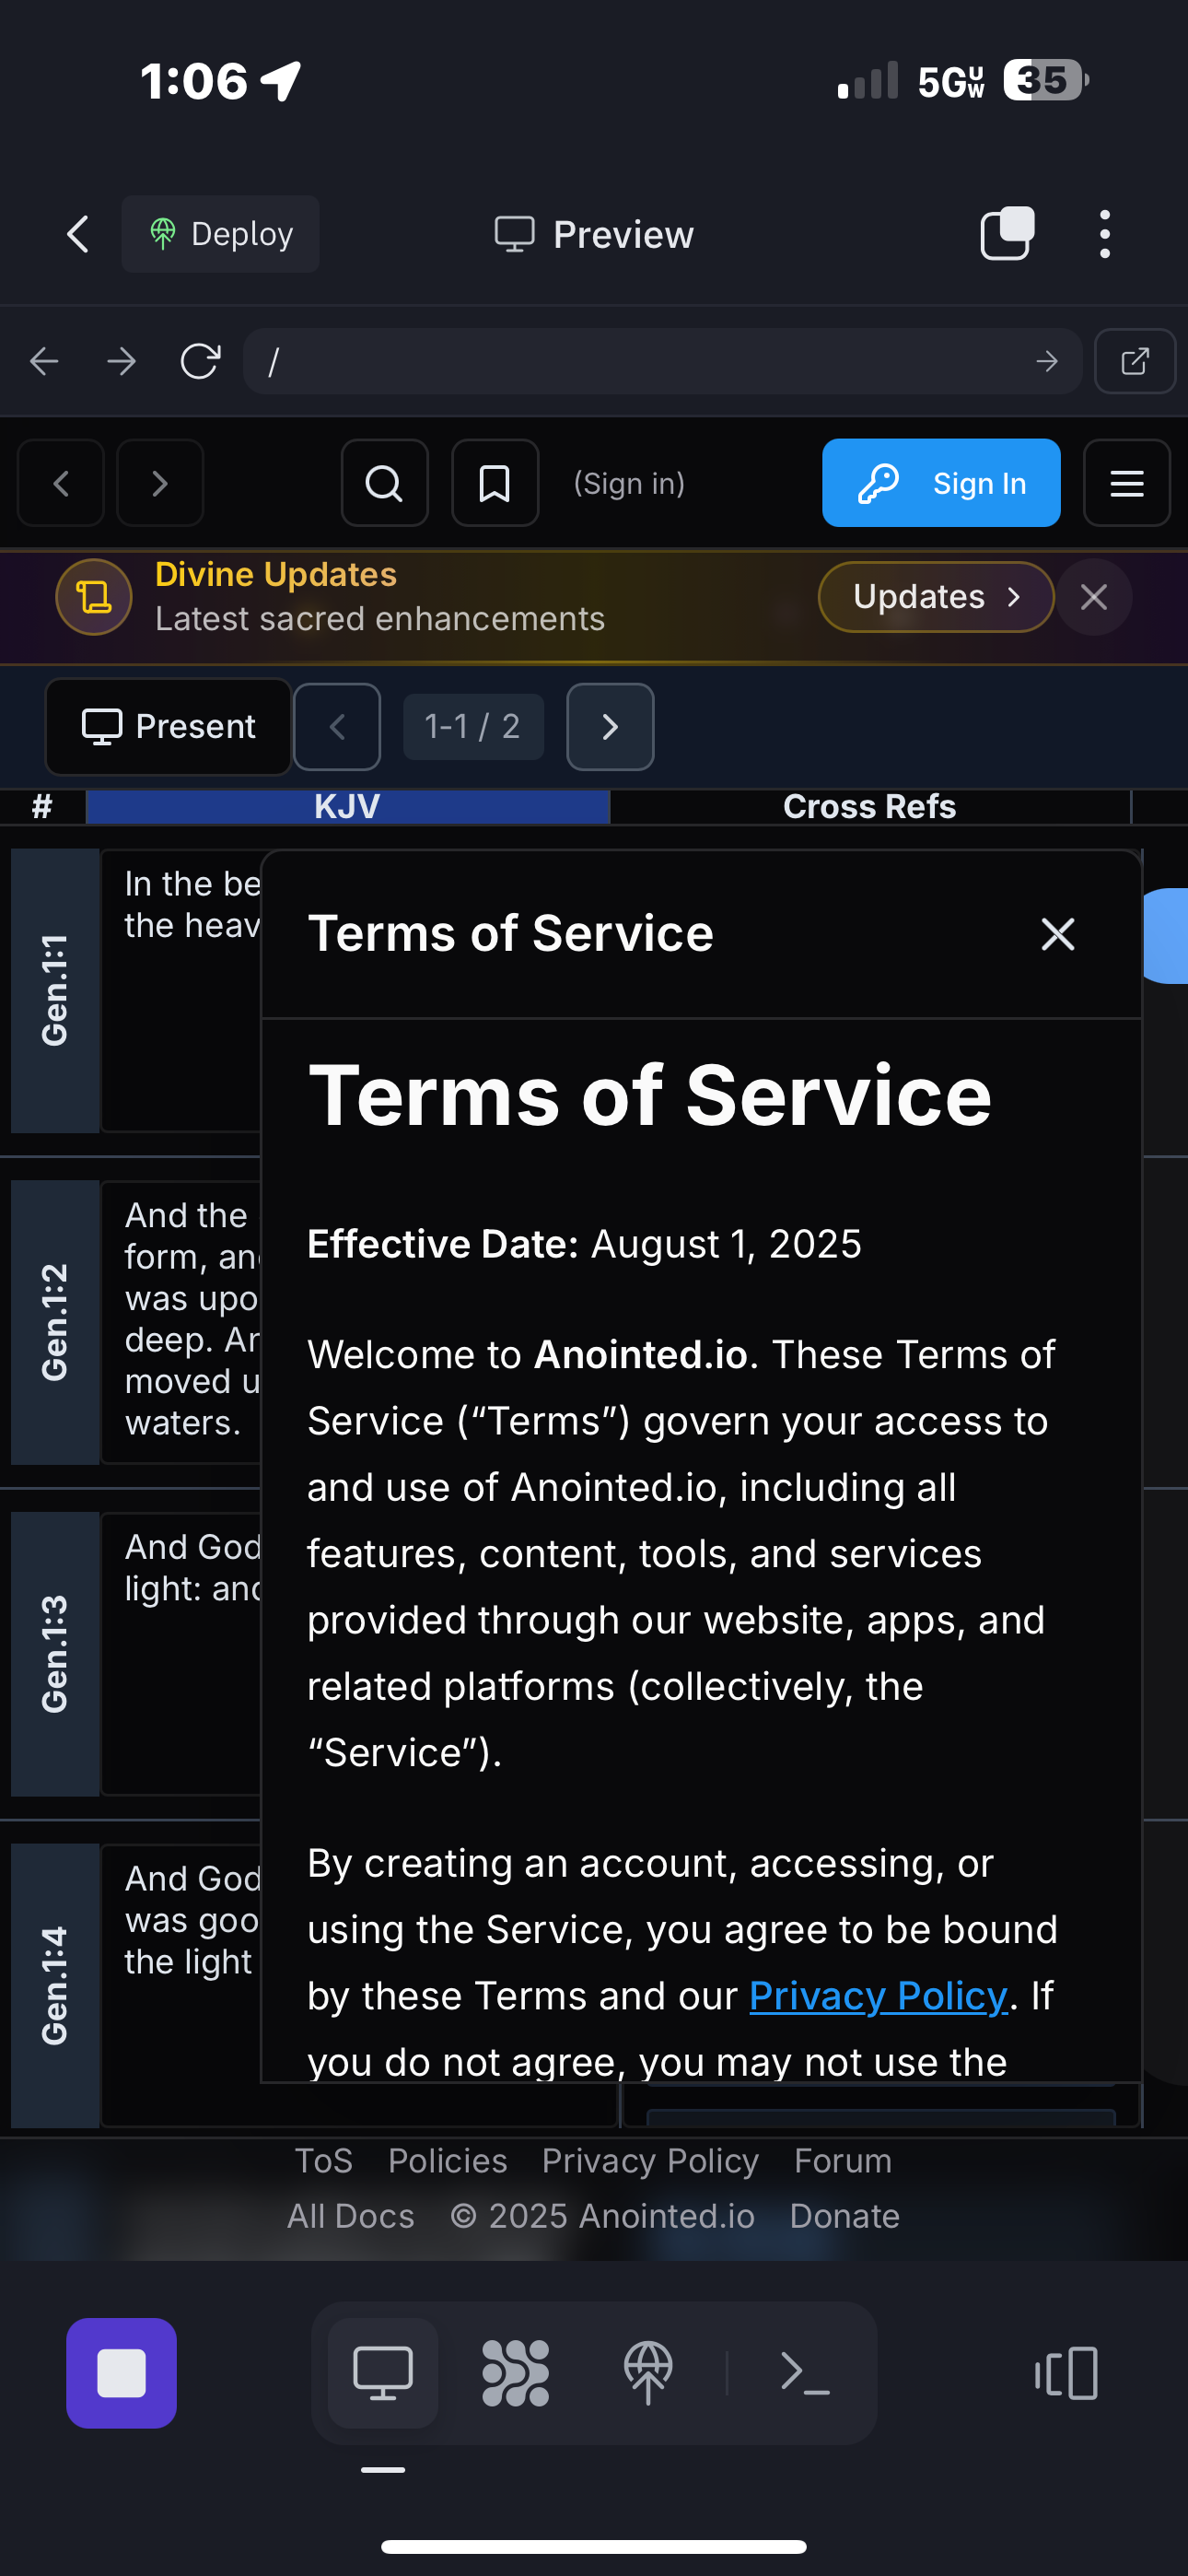 1:06
5G UW
35
Deploy
Preview
/
(Sign in)
Sign In
Divine Updates
Latest sacred enhancements
Updates
Present
1-1 / 2
#
KJV
Cross Refs
Gen.1:1
In the be
the heav
Terms of Service
Terms of Service
Effective Date: August 1, 2025
Welcome to Anointed.io. These Terms of
Service (“Terms”) govern your access to
and use of Anointed.io, including all
features, content, tools, and services
provided through our website, apps, and
related platforms (collectively, the
“Service”).
By creating an account, accessing, or
using the Service, you agree to be bound
by these Terms and our Privacy Policy. If
you do not agree, you may not use the
Gen.1:2
And the
form, an
was upo
deep. Ar
moved u
waters.
Gen.1:3
And God
light: and
Gen.1:4
And God
was goo
the light
ToS Policies Privacy Policy Forum
All Docs © 2025 Anointed.io Donate